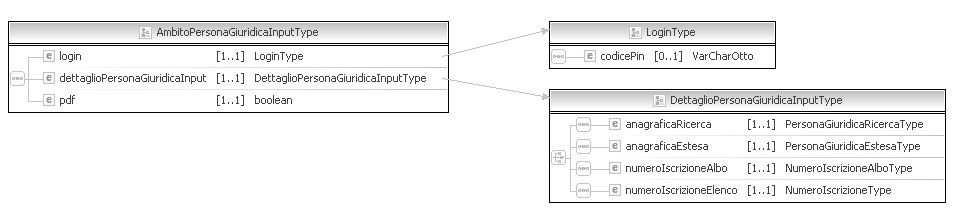 AmbitoPersonaGiuridicaInputType
login [1..1] LoginType
dettaglioPersonaGiuridicaInput [1..1] DettaglioPersonaGiuridicaInputType
pdf [1..1] boolean
LoginType
codicePin [0..1] VarCharOtto
DettaglioPersonaGiuridicaInputType
anagraficaRicerca [1..1] PersonaGiuridicaRicercaType
anagraficaEstesa [1..1] PersonaGiuridicaEstesaType
numeroIscrizioneAlbo [1..1] NumeroIscrizioneAlboType
numeroIscrizioneElenco [1..1] NumeroIscrizioneType